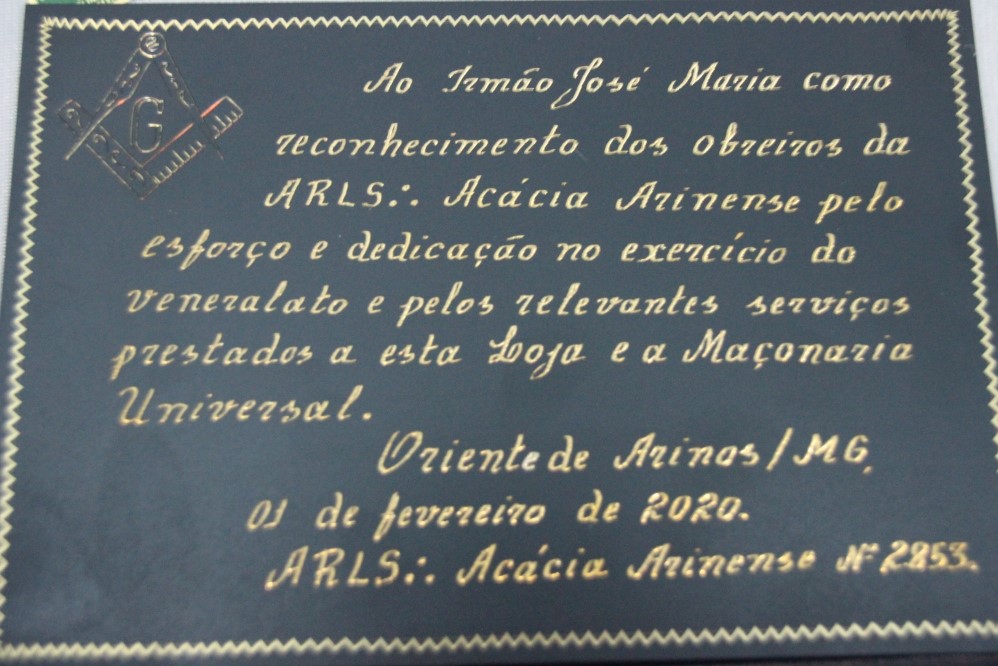 G
Ao Irmão José Maria como
reconhecimento dos obreiros da
ARLS∴ Acácia Arinense pelo
esforço e dedicação no exercício do
veneralato e pelos relevantes serviços
prestados a esta Loja e a Maçonaria
Universal.
Oriente de Arinos/MG,
01 de fevereiro de 2020.
ARLS∴ Acácia Arinense Nº 2853.